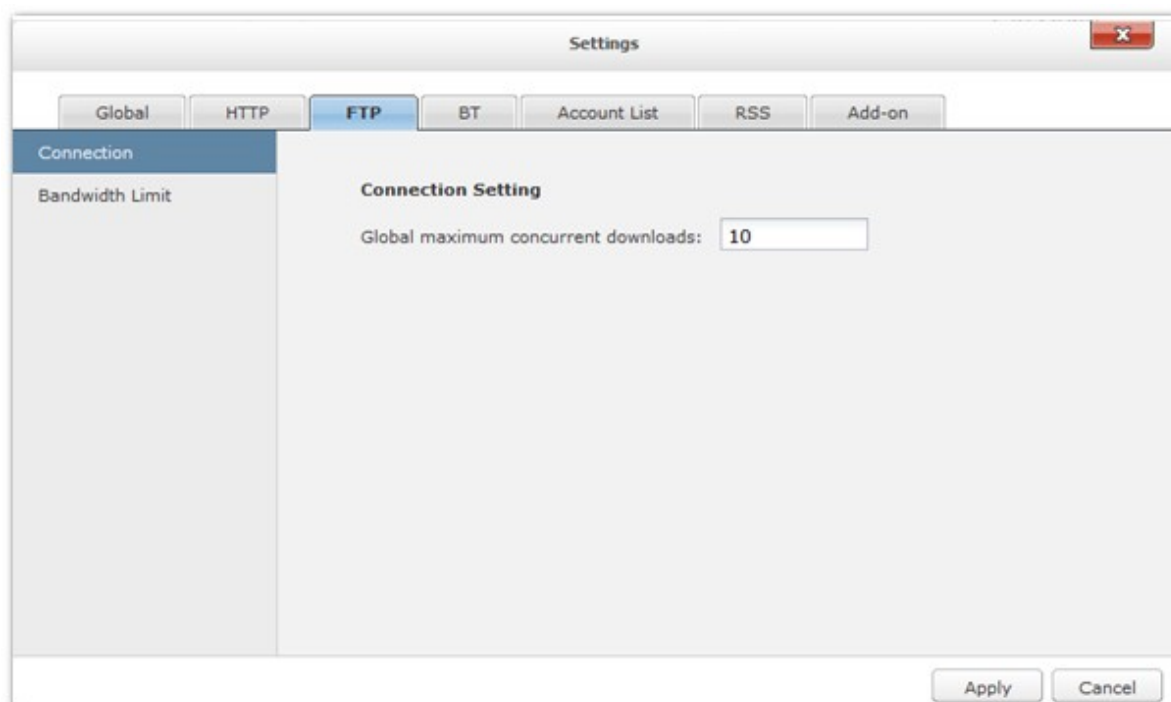 Settings
Global HTTP FTP BT Account List RSS Add-on
Connection
Bandwidth Limit
Connection Setting
Global maximum concurrent downloads: 10
Apply Cancel